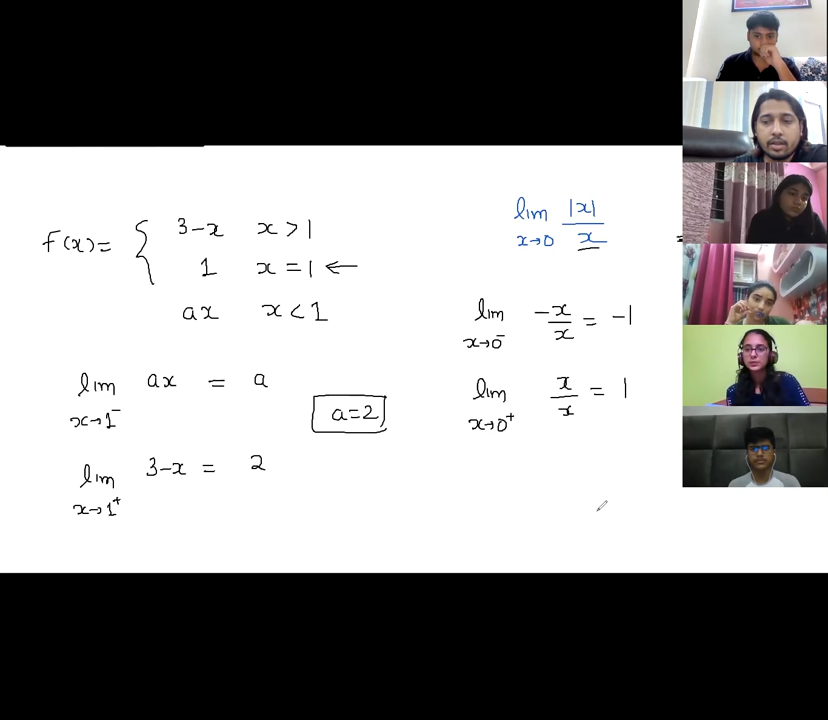 F(x) = { 3-x x > 1
1 x = 1 ←
ax x < 1
lim x→1⁻ ax = a
a=2
lim x→1⁺ 3-x = 2
lim x→0 |x|/x =
lim x→0⁻ -x/x = -1
lim x→0⁺ x/x = 1